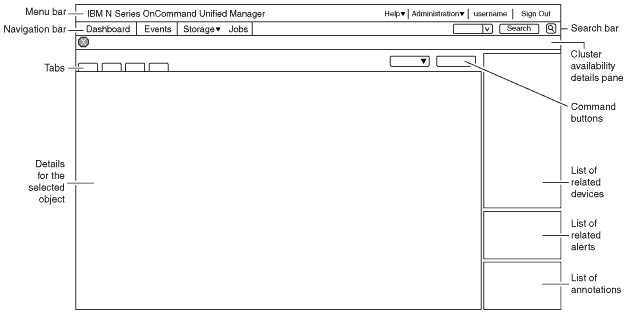 Menu bar
IBM N Series OnCommand Unified Manager
Help▾ | Administration▾ | username | Sign Out
Navigation bar
Dashboard | Events | Storage▾ Jobs
v Search
Search bar
Cluster
availability
details pane
Tabs
Command
buttons
Details
for the
selected
object
List of
related
devices
List of
related
alerts
List of
annotations